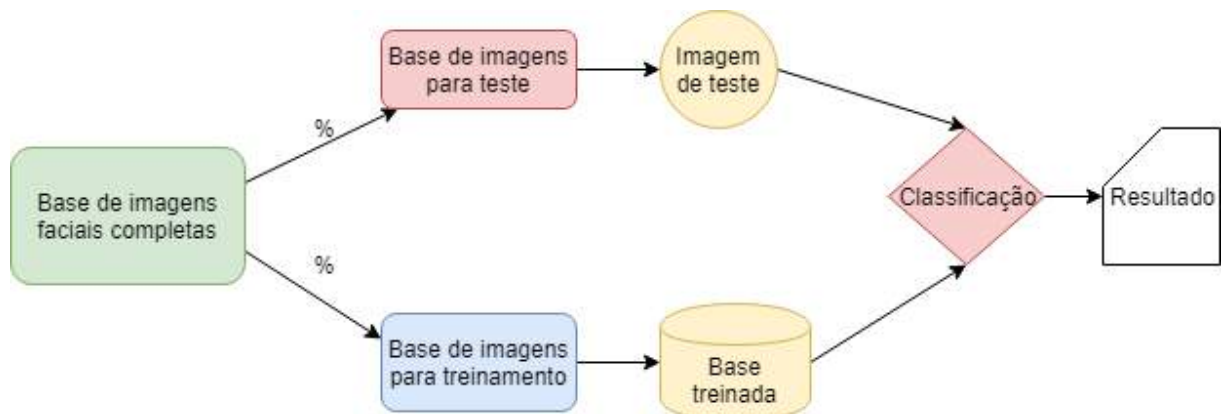 Base de imagens
para teste
Imagem
de teste
%
Base de imagens
faciais completas
Classificação
Resultado
%
Base de imagens
para treinamento
Base
treinada